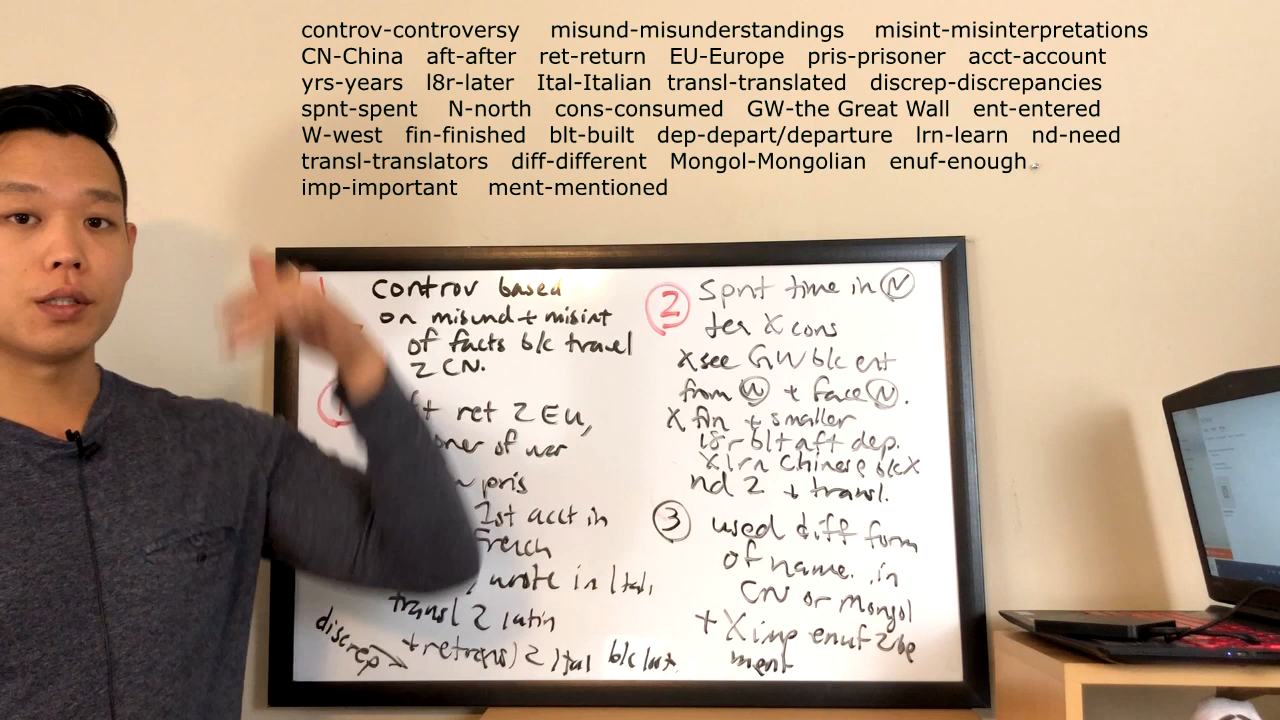 controv-controversy misund-misunderstandings misint-misinterpretations
CN-China aft-after ret-return EU-Europe pris-prisoner acct-account
yrs-years l8r-later Ital-Italian transl-translated discrep-discrepancies
spnt-spent N-north cons-consumed GW-the Great Wall ent-entered
W-west fin-finished blt-built dep-depart/departure lrn-learn nd-need
transl-translators diff-different Mongol-Mongolian enuf-enough
imp-important ment-mentioned
controv based
on misund + misint
of facts b/c travel
2 CN.
ret 2 EU,
of war
pris
1st acct in
French
wrote in Ital,
transl 2 latin
discrep
+ retransl 2 Ital b/c lost
2 spnt time in N
tea X cons
X see GW b/c ent
from W + face N.
X fin + smaller
l8r blt aft dep.
X lrn Chinese b/c X
nd 2 + transl.
3 used diff form
of name. in
CN or Mongol
+ X imp enuf 2 be
ment